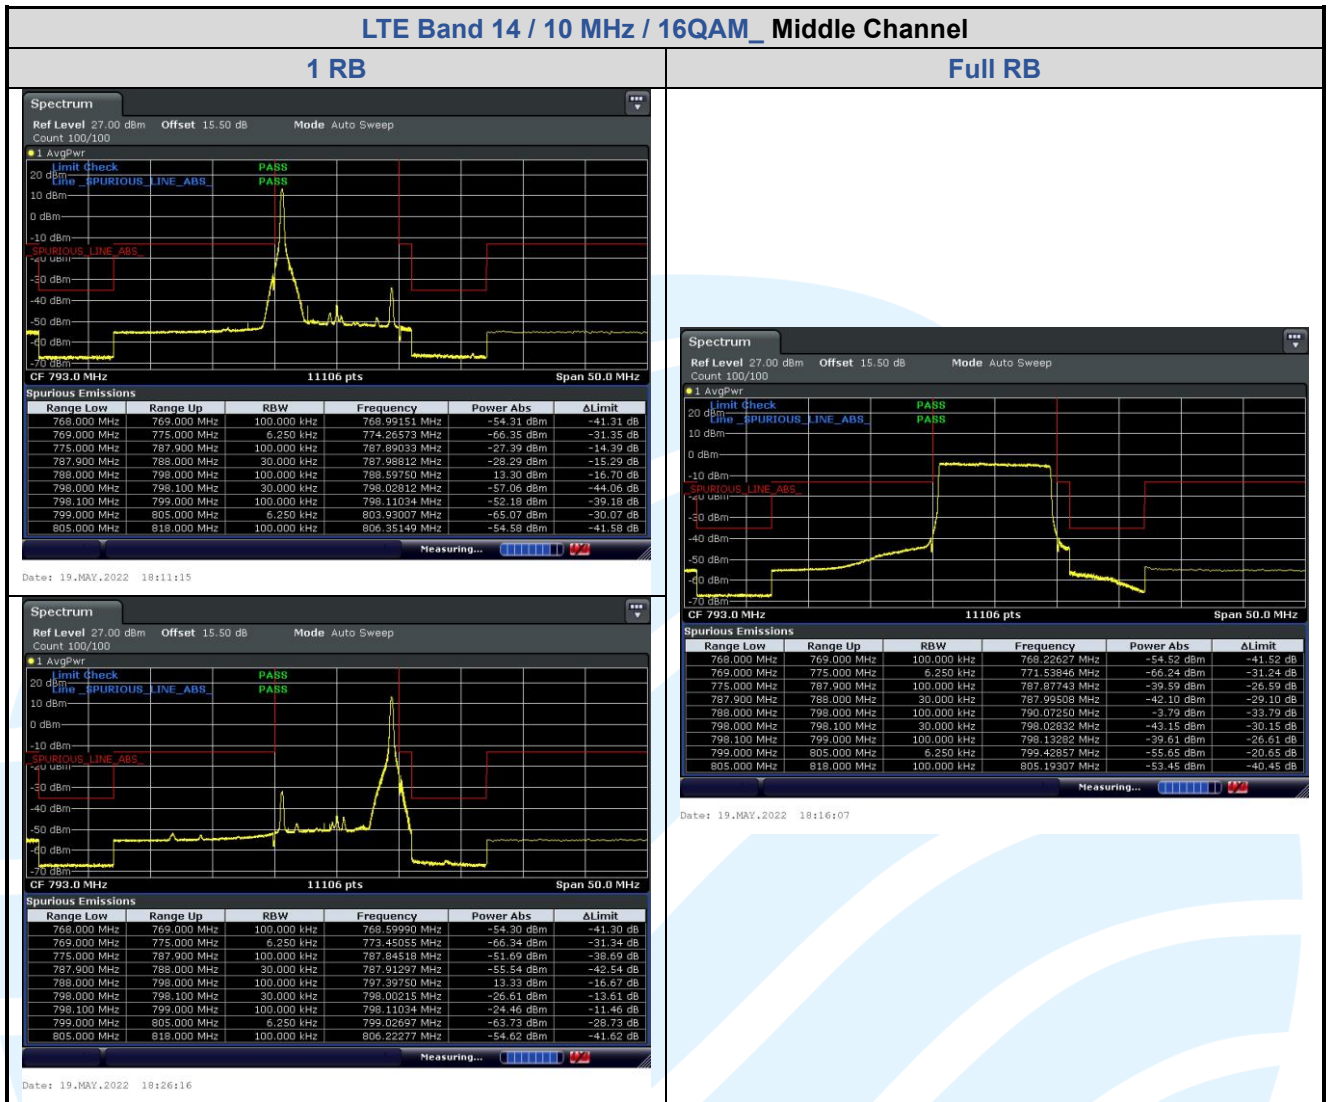 LTE Band 14 / 10 MHz / 16QAM_ Middle Channel
1 RB
Full RB
Spectrum
Ref Level 27.00 dBm Offset 15.50 dB Mode Auto Sweep
Count 100/100
1 AvgPwr
Limit Check PASS
20 dBm
Line _SPURIOUS_LINE_ABS_ PASS
10 dBm
0 dBm
-10 dBm
_SPURIOUS_LINE_ABS_
-20 dBm
-30 dBm
-40 dBm
-50 dBm
-60 dBm
-70 dBm
CF 793.0 MHz 11106 pts Span 50.0 MHz
Spurious Emissions
Range Low Range Up RBW Frequency Power Abs ΔLimit
768.000 MHz 769.000 MHz 100.000 kHz 768.99151 MHz -54.31 dBm -41.31 dB
769.000 MHz 775.000 MHz 6.250 kHz 774.26573 MHz -66.35 dBm -31.35 dB
775.000 MHz 787.900 MHz 100.000 kHz 787.89033 MHz -27.39 dBm -14.39 dB
787.900 MHz 788.000 MHz 30.000 kHz 787.98812 MHz -28.29 dBm -15.29 dB
788.000 MHz 798.000 MHz 100.000 kHz 788.59750 MHz 13.30 dBm -16.70 dB
798.000 MHz 798.100 MHz 30.000 kHz 798.02812 MHz -57.06 dBm -44.06 dB
798.100 MHz 799.000 MHz 100.000 kHz 798.11034 MHz -52.18 dBm -39.18 dB
799.000 MHz 805.000 MHz 6.250 kHz 803.93007 MHz -65.07 dBm -30.07 dB
805.000 MHz 818.000 MHz 100.000 kHz 806.35149 MHz -54.58 dBm -41.58 dB
Measuring...
Date: 19.MAY.2022 18:11:15
Spectrum
Ref Level 27.00 dBm Offset 15.50 dB Mode Auto Sweep
Count 100/100
1 AvgPwr
Limit Check PASS
20 dBm
Line _SPURIOUS_LINE_ABS_ PASS
10 dBm
0 dBm
-10 dBm
_SPURIOUS_LINE_ABS_
-20 dBm
-30 dBm
-40 dBm
-50 dBm
-60 dBm
-70 dBm
CF 793.0 MHz 11106 pts Span 50.0 MHz
Spurious Emissions
Range Low Range Up RBW Frequency Power Abs ΔLimit
768.000 MHz 769.000 MHz 100.000 kHz 768.59990 MHz -54.30 dBm -41.30 dB
769.000 MHz 775.000 MHz 6.250 kHz 773.45055 MHz -66.34 dBm -31.34 dB
775.000 MHz 787.900 MHz 100.000 kHz 787.84518 MHz -51.69 dBm -38.69 dB
787.900 MHz 788.000 MHz 30.000 kHz 787.91297 MHz -55.54 dBm -42.54 dB
788.000 MHz 798.000 MHz 100.000 kHz 797.39750 MHz 13.33 dBm -16.67 dB
798.000 MHz 798.100 MHz 30.000 kHz 798.00215 MHz -26.61 dBm -13.61 dB
798.100 MHz 799.000 MHz 100.000 kHz 798.11034 MHz -24.46 dBm -11.46 dB
799.000 MHz 805.000 MHz 6.250 kHz 799.02697 MHz -63.73 dBm -28.73 dB
805.000 MHz 818.000 MHz 100.000 kHz 806.22277 MHz -54.62 dBm -41.62 dB
Measuring...
Date: 19.MAY.2022 18:26:16
Spectrum
Ref Level 27.00 dBm Offset 15.50 dB Mode Auto Sweep
Count 100/100
1 AvgPwr
Limit Check PASS
20 dBm
Line _SPURIOUS_LINE_ABS_ PASS
10 dBm
0 dBm
-10 dBm
_SPURIOUS_LINE_ABS_
-20 dBm
-30 dBm
-40 dBm
-50 dBm
-60 dBm
-70 dBm
CF 793.0 MHz 11106 pts Span 50.0 MHz
Spurious Emissions
Range Low Range Up RBW Frequency Power Abs ΔLimit
768.000 MHz 769.000 MHz 100.000 kHz 768.22627 MHz -54.52 dBm -41.52 dB
769.000 MHz 775.000 MHz 6.250 kHz 771.53846 MHz -66.24 dBm -31.24 dB
775.000 MHz 787.900 MHz 100.000 kHz 787.87743 MHz -39.59 dBm -26.59 dB
787.900 MHz 788.000 MHz 30.000 kHz 787.99508 MHz -42.10 dBm -29.10 dB
788.000 MHz 798.000 MHz 100.000 kHz 790.07250 MHz -3.79 dBm -33.79 dB
798.000 MHz 798.100 MHz 30.000 kHz 798.02832 MHz -43.15 dBm -30.15 dB
798.100 MHz 799.000 MHz 100.000 kHz 798.13282 MHz -39.61 dBm -26.61 dB
799.000 MHz 805.000 MHz 6.250 kHz 799.42857 MHz -55.65 dBm -20.65 dB
805.000 MHz 818.000 MHz 100.000 kHz 805.19307 MHz -53.45 dBm -40.45 dB
Measuring...
Date: 19.MAY.2022 18:16:07